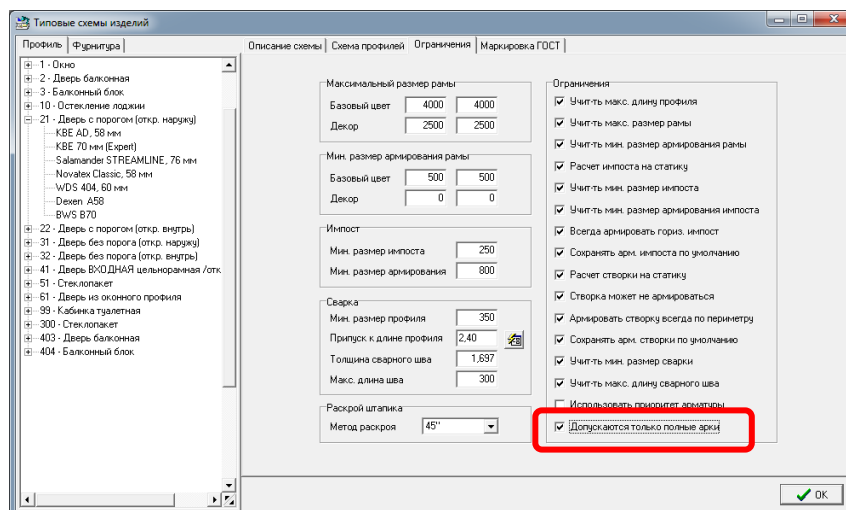 Типовые схемы изделий
Профиль Фурнитура
1 - Окно
2 - Дверь балконная
3 - Балконный блок
10 - Остекление лоджии
21 - Дверь с порогом (откр. наружу)
KBE AD, 58 мм
KBE 70 мм (Expert)
Salamander STREAMLINE, 76 мм
Novatex Classic, 58 мм
WDS 404, 60 мм
Dexen A58
BWS B70
22 - Дверь с порогом (откр. внутрь)
31 - Дверь без порога (откр. наружу)
32 - Дверь без порога (откр. внутрь)
41 - Дверь ВХОДНАЯ цельнорамная /отк
51 - Стеклопакет
61 - Дверь из оконного профиля
99 - Кабинка туалетная
300 - Стеклопакет
403 - Дверь балконная
404 - Балконный блок
Описание схемы Схема профилей Ограничения Маркировка ГОСТ
Максимальный размер рамы
Базовый цвет 4000 4000
Декор 2500 2500
Мин. размер армирования рамы
Базовый цвет 500 500
Декор 0 0
Импост
Мин. размер импоста 250
Мин. размер армирования 800
Сварка
Мин. размер профиля 350
Припуск к длине профиля 2,40
Толщина сварного шва 1,697
Макс. длина шва 300
Раскрой штапика
Метод раскроя 45"
Ограничения
Учит-ть макс. длину профиля
Учит-ть макс. размер рамы
Учит-ть мин. размер армирования рамы
Расчет импоста на статику
Учит-ть мин. размер импоста
Учит-ть мин. размер армирования импоста
Всегда армировать гориз. импост
Сохранять арм. импоста по умолчанию
Расчет створки на статику
Створка может не армироваться
Армировать створку всегда по периметру
Сохранять арм. створки по умолчанию
Учит-ть мин. размер сварки
Учит-ть макс. длину сварного шва
Использовать приоритет арматуры
Допускаются только полные арки
OK